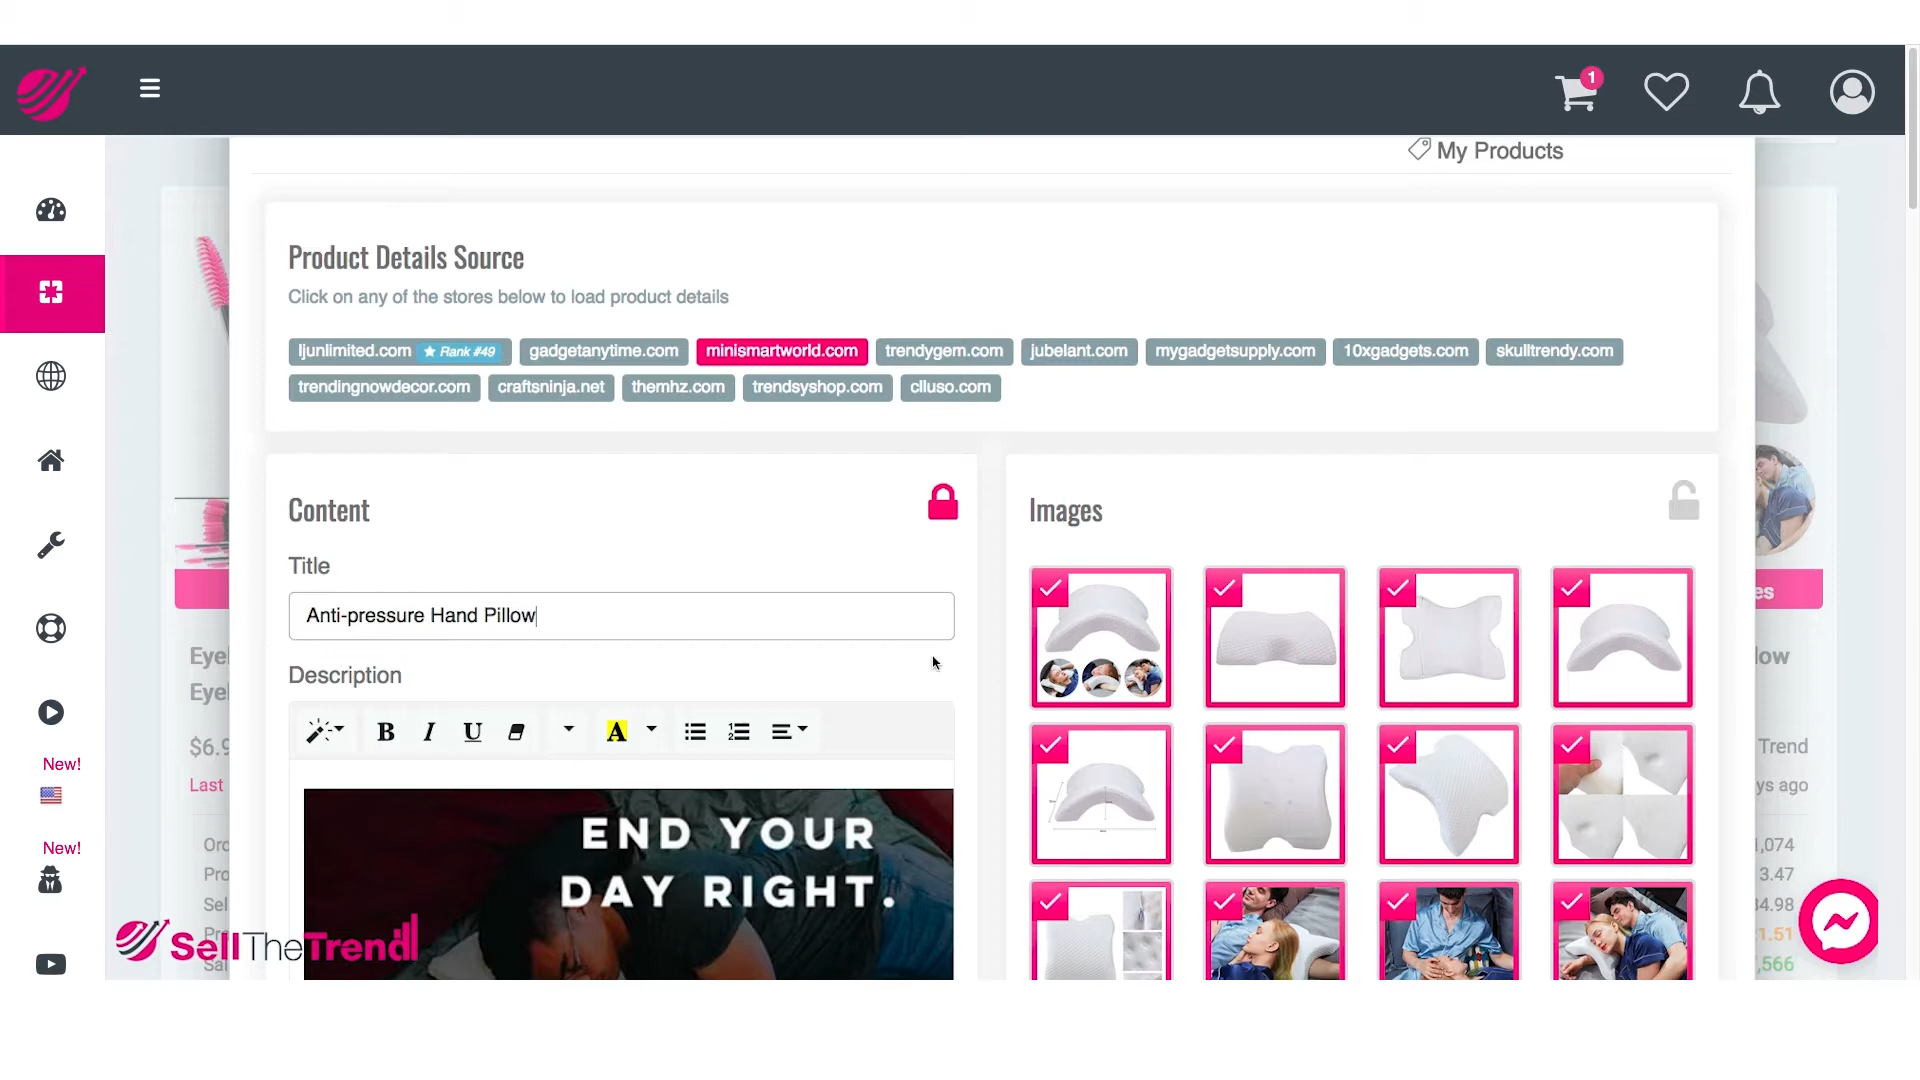 1
My Products
Product Details Source
Click on any of the stores below to load product details
ljunlimited.com ★ Rank #49 gadgetanytime.com minismartworld.com trendygem.com jubelant.com mygadgetsupply.com 10xgadgets.com skulltrendy.com
trendingnowdecor.com craftsninja.net themhz.com trendsyshop.com clluso.com
Content
Images
Title
Anti-pressure Hand Pillow
Description
B I U A
END YOUR
DAY RIGHT.
New!
New!
SellTheTrend
Eye
Eye
$6.9
Last
Orc
Pro
Sel
es
low
Trend
ys ago
1,074
3.47
34.98
1.51
,566